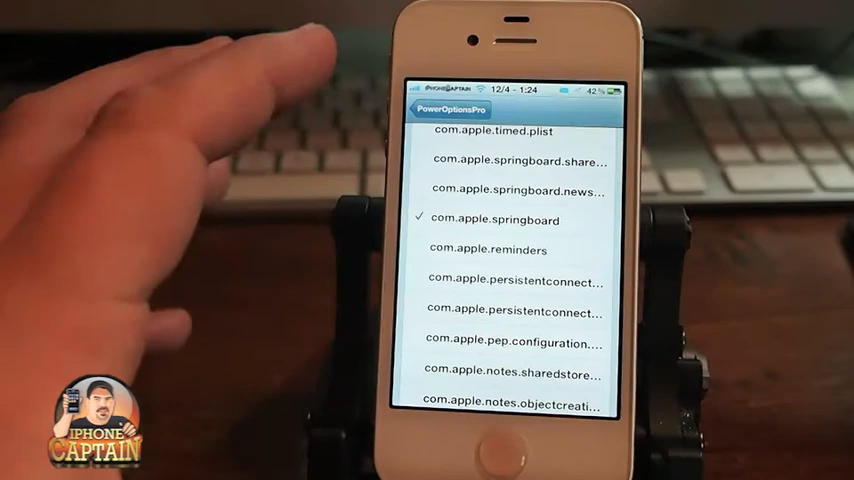 IPHONECAPTAIN 12/4 - 1:24 42%
PowerOptionsPro
com.apple.timed.plist
com.apple.springboard.share...
com.apple.springboard.news...
com.apple.springboard
com.apple.reminders
com.apple.persistentconnect...
com.apple.persistentconnect...
com.apple.pep.configuration....
com.apple.notes.sharedstore...
com.apple.notes.objectcreati...
IPHONE
CAPTAIN